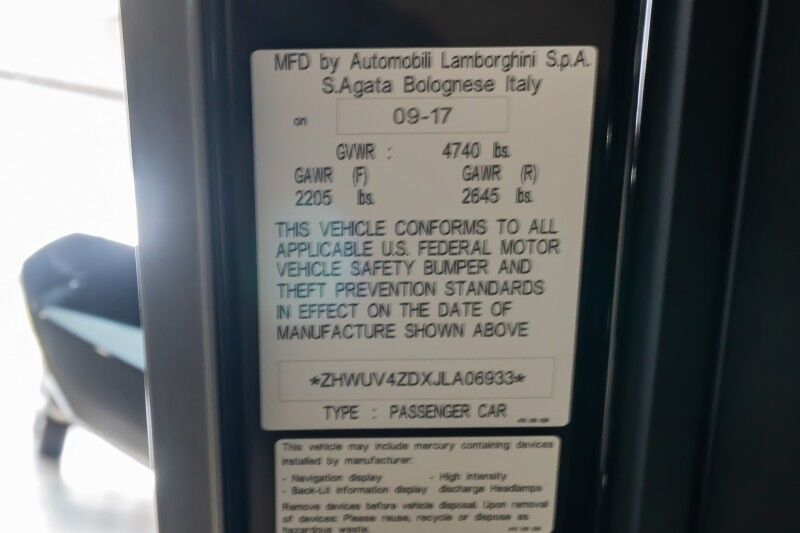 MFD by Automobili Lamborghini S.p.A.
S.Agata Bolognese Italy
on 09-17
GVWR : 4740 lbs.
GAWR (F) GAWR (R)
2205 lbs. 2645 lbs.
THIS VEHICLE CONFORMS TO ALL
APPLICABLE U.S. FEDERAL MOTOR
VEHICLE SAFETY BUMPER AND
THEFT PREVENTION STANDARDS
IN EFFECT ON THE DATE OF
MANUFACTURE SHOWN ABOVE
*ZHWUV4ZDXJLA06933*
TYPE : PASSENGER CAR
This vehicle may include mercury containing devices
installed by manufacturer:
- Navigation display - High intensity
- Back-Lit information display discharge Headlamps
Remove devices before vehicle disposal. Upon removal
of devices: Please reuse, recycle or dispose as
hazardous waste.